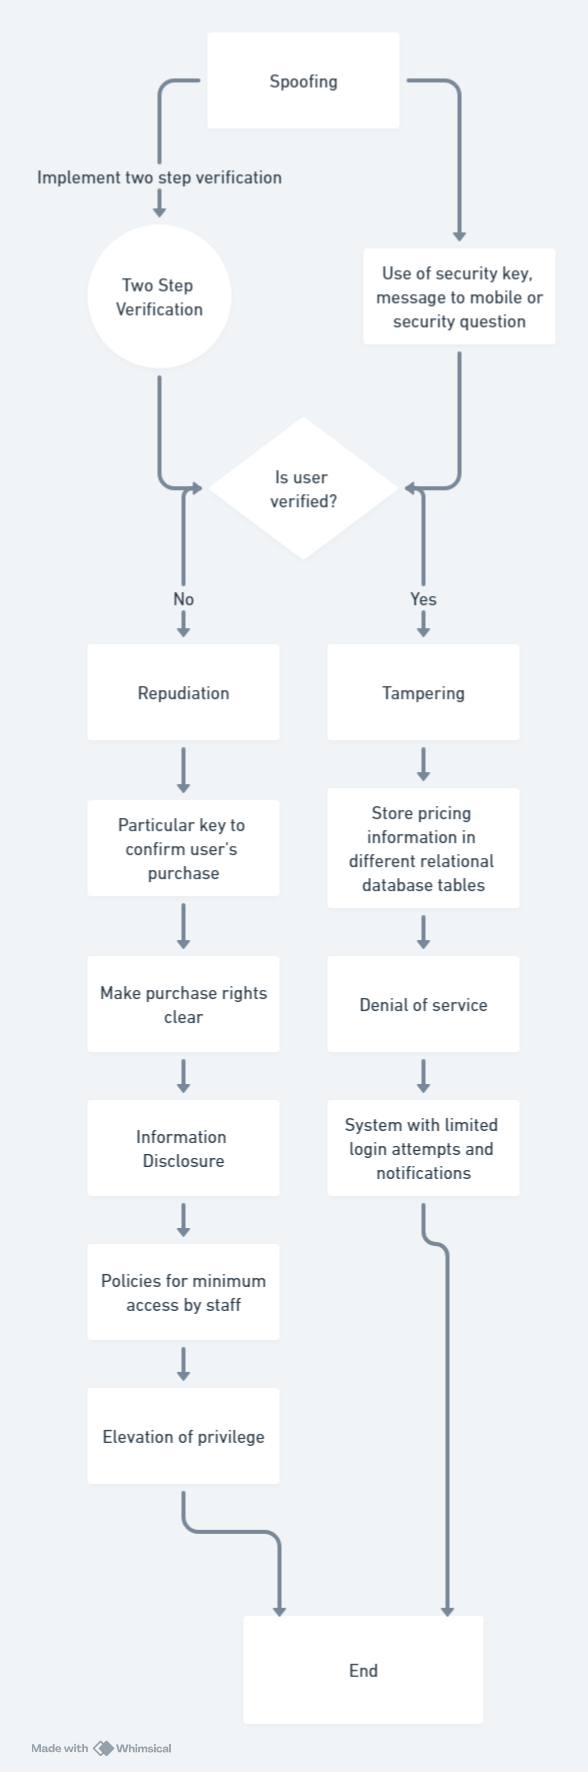 Spoofing
Implement two step verification
Two Step
Verification
Use of security key,
message to mobile or
security question
Is user
verified?
No
Yes
Repudiation
Tampering
Particular key to
confirm user's
purchase
Store pricing
information in
different relational
database tables
Make purchase rights
clear
Denial of service
Information
Disclosure
System with limited
login attempts and
notifications
Policies for minimum
access by staff
Elevation of privilege
End
Made with Whimsical